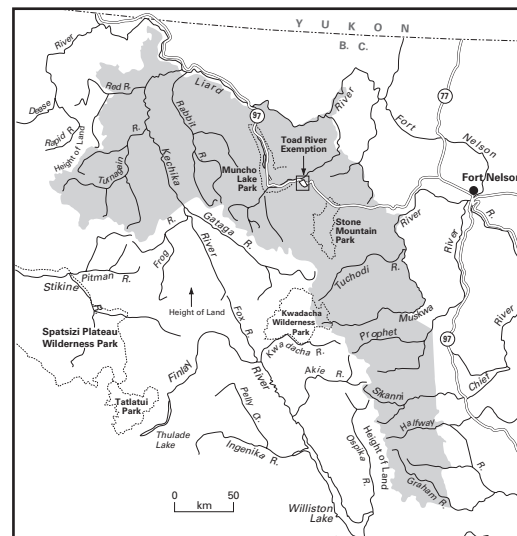 YUKON
B. C.
River
Liard
77
Red R.
Deese
Rabbit
R.
97
River
Fort
Nelson
R.
Rapid R.
Height of Land
R.
Kechika
Toad River
Exemption
Turnagain
Muncho
Lake
Park
Fort/Nelson
R.
Gataga
R.
Stone
Mountain
Park
River
River
Frog
River
Tuchodi R.
Pitman R.
Stikine
R.
Height of Land
Fox R.
Kwadacha
Wilderness
Park
Muskwa
Prophet
River
Spatsizi Plateau
Wilderness Park
Kwadacha R.
97
Finlay
River
Akie R.
Sikanni
Chief
Tatlatui
Park
Pelly Cr.
Halfway
Thulade
Lake
Ospika R.
Height of Land
R.
Ingenika R.
Graham R.
0 50
km
Williston
Lake